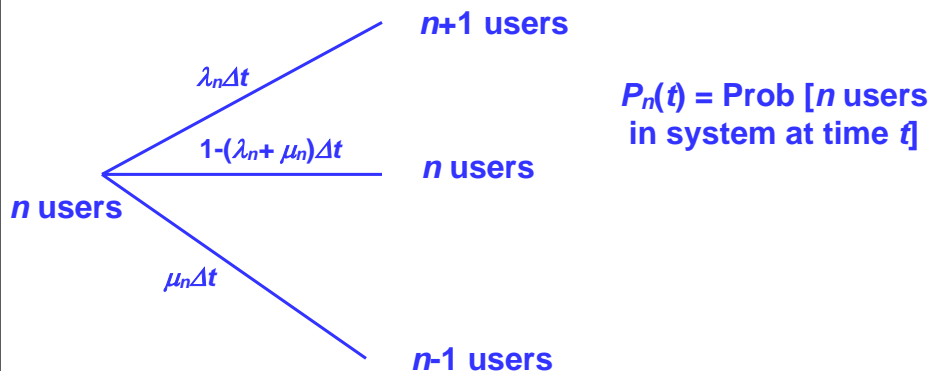 n+1 users
λnΔt
Pn(t) = Prob [n users
in system at time t]
1-(λn+ μn)Δt
n users
n users
μnΔt
n-1 users